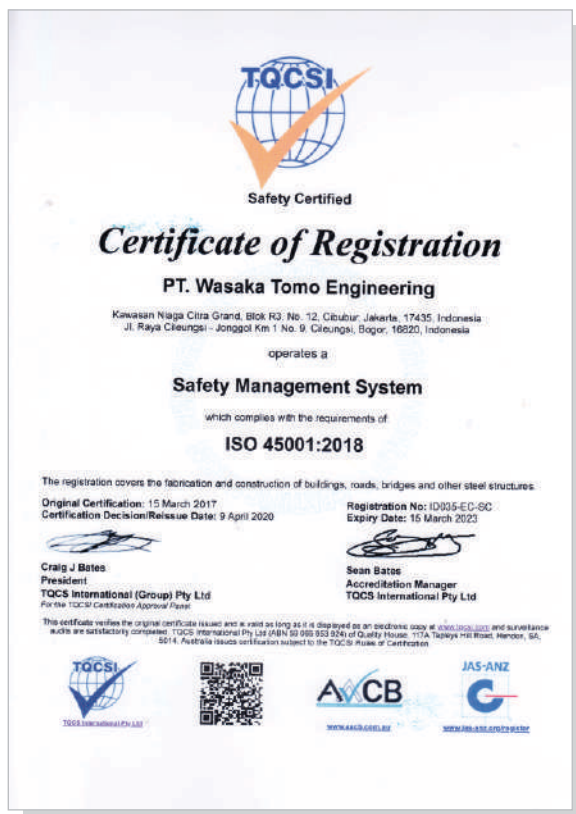 TQCSI
Safety Certified
Certificate of Registration
PT. Wasaka Tomo Engineering
Kawasan Niaga Citra Grand, Blok R3, No. 12, Cibubur, Jakarta, 17435, Indonesia
Jl. Raya Cileungsi - Jonggol Km 1 No. 9, Cileungsi, Bogor, 16820, Indonesia
operates a
Safety Management System
which complies with the requirements of
ISO 45001:2018
The registration covers the fabrication and construction of buildings, roads, bridges and other steel structures.
Original Certification: 15 March 2017
Certification Decision/Reissue Date: 9 April 2020
Registration No: ID035-EC-SC
Expiry Date: 15 March 2023
Craig J Bates
President
TQCS International (Group) Pty Ltd
For the TQCSI Certification Approval Panel
Sean Bates
Accreditation Manager
TQCS International Pty Ltd
This certificate verifies the original certificate issued and is valid as long as it is displayed as an electronic copy at www.tqcsi.com and surveillance
audits are satisfactorily completed. TQCS International Pty Ltd (ABN 50 066 853 924) of Quality House, 117A Tapleys Hill Road, Hendon, SA,
5014, Australia issues certification subject to the TQCSI Rules of Certification
TQCSI
TQCS International Pty Ltd
AWCB
www.aacb.com.au
JAS-ANZ
www.jas-anz.org/register